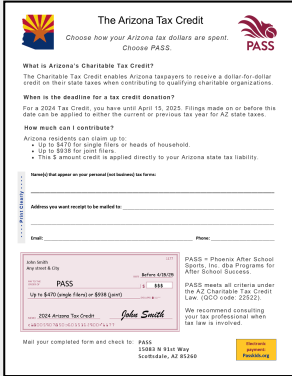 The Arizona Tax Credit
Choose how your Arizona tax dollars are spent.
Choose PASS.
PASS
What is Arizona's Charitable Tax Credit?
The Charitable Tax Credit enables Arizona taxpayers to receive a dollar-for-dollar
credit on their state taxes when contributing to qualifying charitable organizations.
When is the deadline for a tax credit donation?
For a 2024 Tax Credit, you have until April 15, 2025. Filings made on or before this
date can be applied to either the current or previous tax year for AZ state taxes.
How much can I contribute?
Arizona residents can claim up to:
• Up to $470 for single filers or heads of household.
• Up to $938 for joint filers.
• This $ amount credit is applied directly to your Arizona state tax liability.
- - - - Print Clearly - - - -
Name(s) that appear on your personal (not business) tax forms:
Address you want receipt to be mailed to:
Email:
Phone:
John Smith
Any street & City
Before 4/15/25
PASS
$ $$$
Up to $470 (single filers) or $938 (joint)
2024 Arizona Tax Credit
John Smith
PASS = Phoenix After School
Sports, Inc. dba Programs for
After School Success.
PASS meets all criteria under
the AZ Charitable Tax Credit
Law. (QCO code: 22522).
We recommend consulting
your tax professional when
tax law is involved.
Mail your completed form and check to:
PASS
35083 N 91st Way
Scottsdale, AZ 85260
Electronic
payment.
Passkids.org